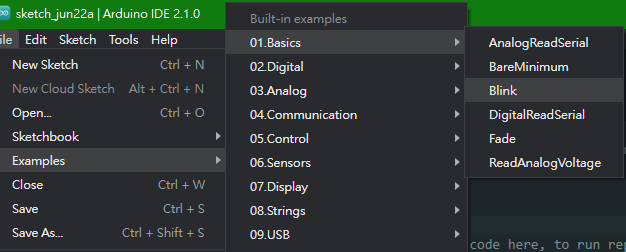 sketch_jun22a | Arduino IDE 2.1.0
File Edit Sketch Tools Help
New Sketch Ctrl + N
New Cloud Sketch Alt + Ctrl + N
Open... Ctrl + O
Sketchbook
Examples
Close Ctrl + W
Save Ctrl + S
Save As... Ctrl + Shift + S
Built-in examples
01.Basics
02.Digital
03.Analog
04.Communication
05.Control
06.Sensors
07.Display
08.Strings
09.USB
AnalogReadSerial
BareMinimum
Blink
DigitalReadSerial
Fade
ReadAnalogVoltage
code here, to run rep